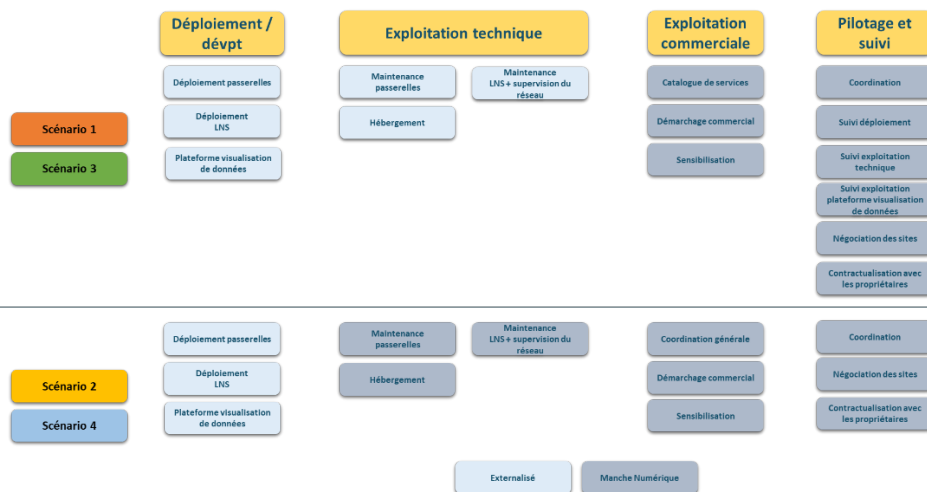 Déploiement /
dévpt
Exploitation technique
Exploitation
commerciale
Pilotage et
suivi
Déploiement passerelles
Maintenance
passerelles
Maintenance
LNS + supervision du
réseau
Catalogue de services
Coordination
Scénario 1
Déploiement
LNS
Hébergement
Démarchage commercial
Suivi déploiement
Scénario 3
Plateforme visualisation
de données
Sensibilisation
Suivi exploitation
technique
Suivi exploitation
plateforme visualisation
de données
Négociation des sites
Contractualisation avec
les propriétaires
Déploiement passerelles
Maintenance
passerelles
Maintenance
LNS + supervision du
réseau
Coordination générale
Coordination
Scénario 2
Déploiement
LNS
Hébergement
Démarchage commercial
Négociation des sites
Scénario 4
Plateforme visualisation
de données
Sensibilisation
Contractualisation avec
les propriétaires
Externalisé
Manche Numérique